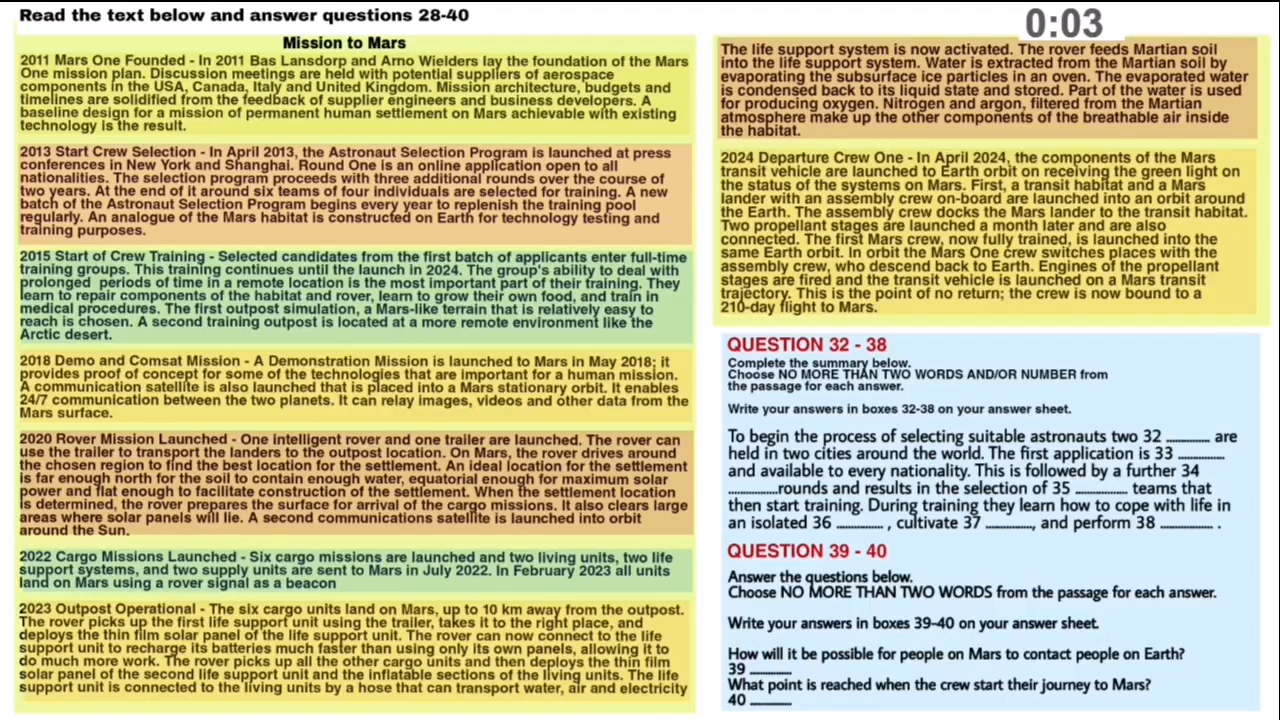 Read the text below and answer questions 28-40
0:03
Mission to Mars
2011 Mars One Founded - In 2011 Bas Lansdorp and Arno Wielders lay the foundation of the Mars
One mission plan. Discussion meetings are held with potential suppliers of aerospace
components in the USA, Canada, Italy and United Kingdom. Mission architecture, budgets and
timelines are solidified from the feedback of supplier engineers and business developers. A
baseline design for a mission of permanent human settlement on Mars achievable with existing
technology is the result.
2013 Start Crew Selection - In April 2013, the Astronaut Selection Program is launched at press
conferences in New York and Shanghai. Round One is an online application open to all
nationalities. The selection program proceeds with three additional rounds over the course of
two years. At the end of it around six teams of four individuals are selected for training. A new
batch of the Astronaut Selection Program begins every year to replenish the training pool
regularly. An analogue of the Mars habitat is constructed on Earth for technology testing and
training purposes.
2015 Start of Crew Training - Selected candidates from the first batch of applicants enter full-time
training groups. This training continues until the launch in 2024. The group's ability to deal with
prolonged periods of time in a remote location is the most important part of their training. They
learn to repair components of the habitat and rover, learn to grow their own food, and train in
medical procedures. The first outpost simulation, a Mars-like terrain that is relatively easy to
reach is chosen. A second training outpost is located at a more remote environment like the
Arctic desert.
2018 Demo and Comsat Mission - A Demonstration Mission is launched to Mars in May 2018; it
provides proof of concept for some of the technologies that are important for a human mission.
A communication satellite is also launched that is placed into a Mars stationary orbit. It enables
24/7 communication between the two planets. It can relay images, videos and other data from the
Mars surface.
2020 Rover Mission Launched - One intelligent rover and one trailer are launched. The rover can
use the trailer to transport the landers to the outpost location. On Mars, the rover drives around
the chosen region to find the best location for the settlement. An ideal location for the settlement
is far enough north for the soil to contain enough water, equatorial enough for maximum solar
power and flat enough to facilitate construction of the settlement. When the settlement location
is determined, the rover prepares the surface for arrival of the cargo missions. It also clears large
areas where solar panels will lie. A second communications satellite is launched into orbit
around the Sun.
2022 Cargo Missions Launched - Six cargo missions are launched and two living units, two life
support systems, and two supply units are sent to Mars in July 2022. In February 2023 all units
land on Mars using a rover signal as a beacon
2023 Outpost Operational - The six cargo units land on Mars, up to 10 km away from the outpost.
The rover picks up the first life support unit using the trailer, takes it to the right place, and
deploys the thin film solar panel of the life support unit. The rover can now connect to the life
support unit to recharge its batteries much faster than using only its own panels, allowing it to
do much more work. The rover picks up all the other cargo units and then deploys the thin film
solar panel of the second life support unit and the inflatable sections of the living units. The life
support unit is connected to the living units by a hose that can transport water, air and electricity
The life support system is now activated. The rover feeds Martian soil
into the life support system. Water is extracted from the Martian soil by
evaporating the subsurface ice particles in an oven. The evaporated water
is condensed back to its liquid state and stored. Part of the water is used
for producing oxygen. Nitrogen and argon, filtered from the Martian
atmosphere make up the other components of the breathable air inside
the habitat.
2024 Departure Crew One - In April 2024, the components of the Mars
transit vehicle are launched to Earth orbit on receiving the green light on
the status of the systems on Mars. First, a transit habitat and a Mars
lander with an assembly crew on-board are launched into an orbit around
the Earth. The assembly crew docks the Mars lander to the transit habitat.
Two propellant stages are launched a month later and are also
connected. The first Mars crew, now fully trained, is launched into the
same Earth orbit. In orbit the Mars One crew switches places with the
assembly crew, who descend back to Earth. Engines of the propellant
stages are fired and the transit vehicle is launched on a Mars transit
trajectory. This is the point of no return; the crew is now bound to a
210-day flight to Mars.
QUESTION 32 - 38
Complete the summary below.
Choose NO MORE THAN TWO WORDS AND/OR NUMBER from
the passage for each answer.
Write your answers in boxes 32-38 on your answer sheet.
To begin the process of selecting suitable astronauts two 32 ............. are
held in two cities around the world. The first application is 33 ..............
and available to every nationality. This is followed by a further 34
..............rounds and results in the selection of 35 ............... teams that
then start training. During training they learn how to cope with life in
an isolated 36 .............. , cultivate 37 .............., and perform 38 ................ .
QUESTION 39 - 40
Answer the questions below.
Choose NO MORE THAN TWO WORDS from the passage for each answer.
Write your answers in boxes 39-40 on your answer sheet.
How will it be possible for people on Mars to contact people on Earth?
39 .............
What point is reached when the crew start their journey to Mars?
40 .............